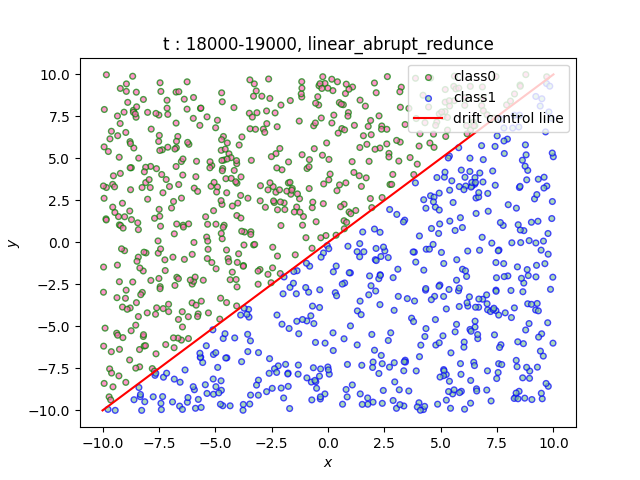 t : 18000-19000, linear_abrupt_redunce
class0
class1
drift control line
y
10.0
7.5
5.0
2.5
0.0
−2.5
−5.0
−7.5
−10.0
−10.0 −7.5 −5.0 −2.5 0.0 2.5 5.0 7.5 10.0
x